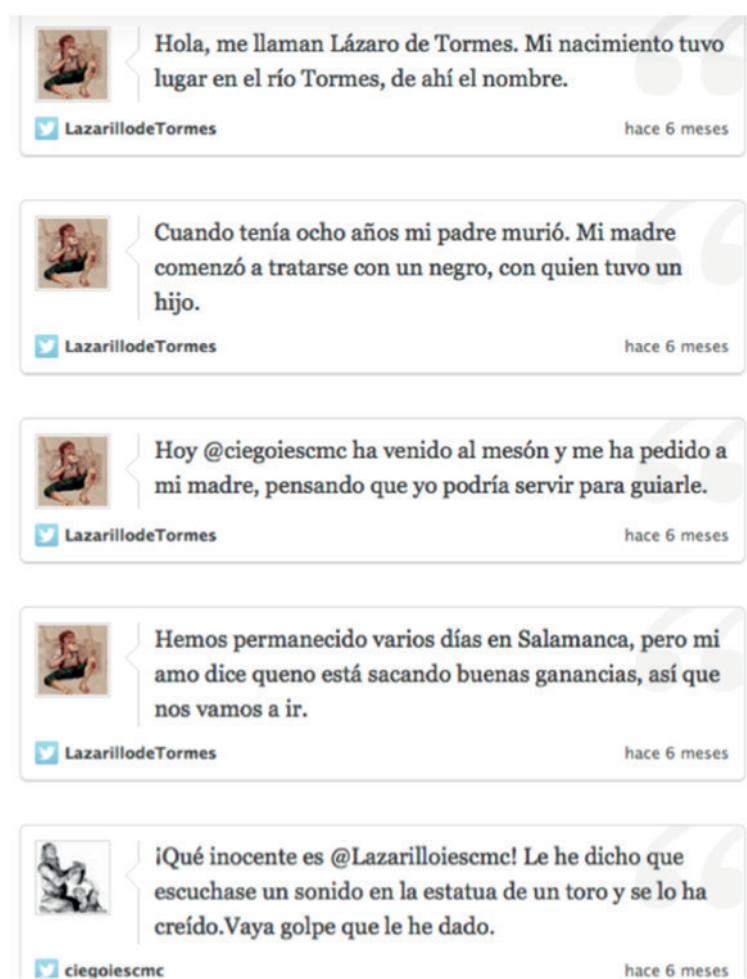 Hola, me llaman Lázaro de Tormes. Mi nacimiento tuvo
lugar en el río Tormes, de ahí el nombre.
LazarillodeTormes hace 6 meses
Cuando tenía ocho años mi padre murió. Mi madre
comenzó a tratarse con un negro, con quien tuvo un
hijo.
LazarillodeTormes hace 6 meses
Hoy @ciegoiescmc ha venido al mesón y me ha pedido a
mi madre, pensando que yo podría servir para guiarle.
LazarillodeTormes hace 6 meses
Hemos permanecido varios días en Salamanca, pero mi
amo dice queno está sacando buenas ganancias, así que
nos vamos a ir.
LazarillodeTormes hace 6 meses
¡Qué inocente es @Lazarilloiescmc! Le he dicho que
escuchase un sonido en la estatua de un toro y se lo ha
creído.Vaya golpe que le he dado.
ciegoiescmc hace 6 meses